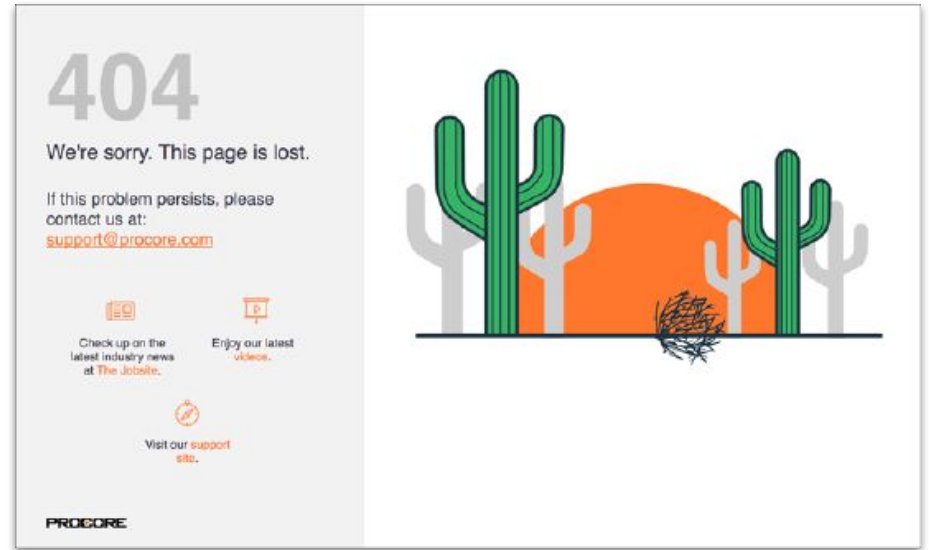 404
We're sorry. This page is lost.
If this problem persists, please
contact us at:
support@procore.com
Check up on the
latest industry news
at The Jobsite.
Enjoy our latest
videos.
Visit our support
site.
PROCORE